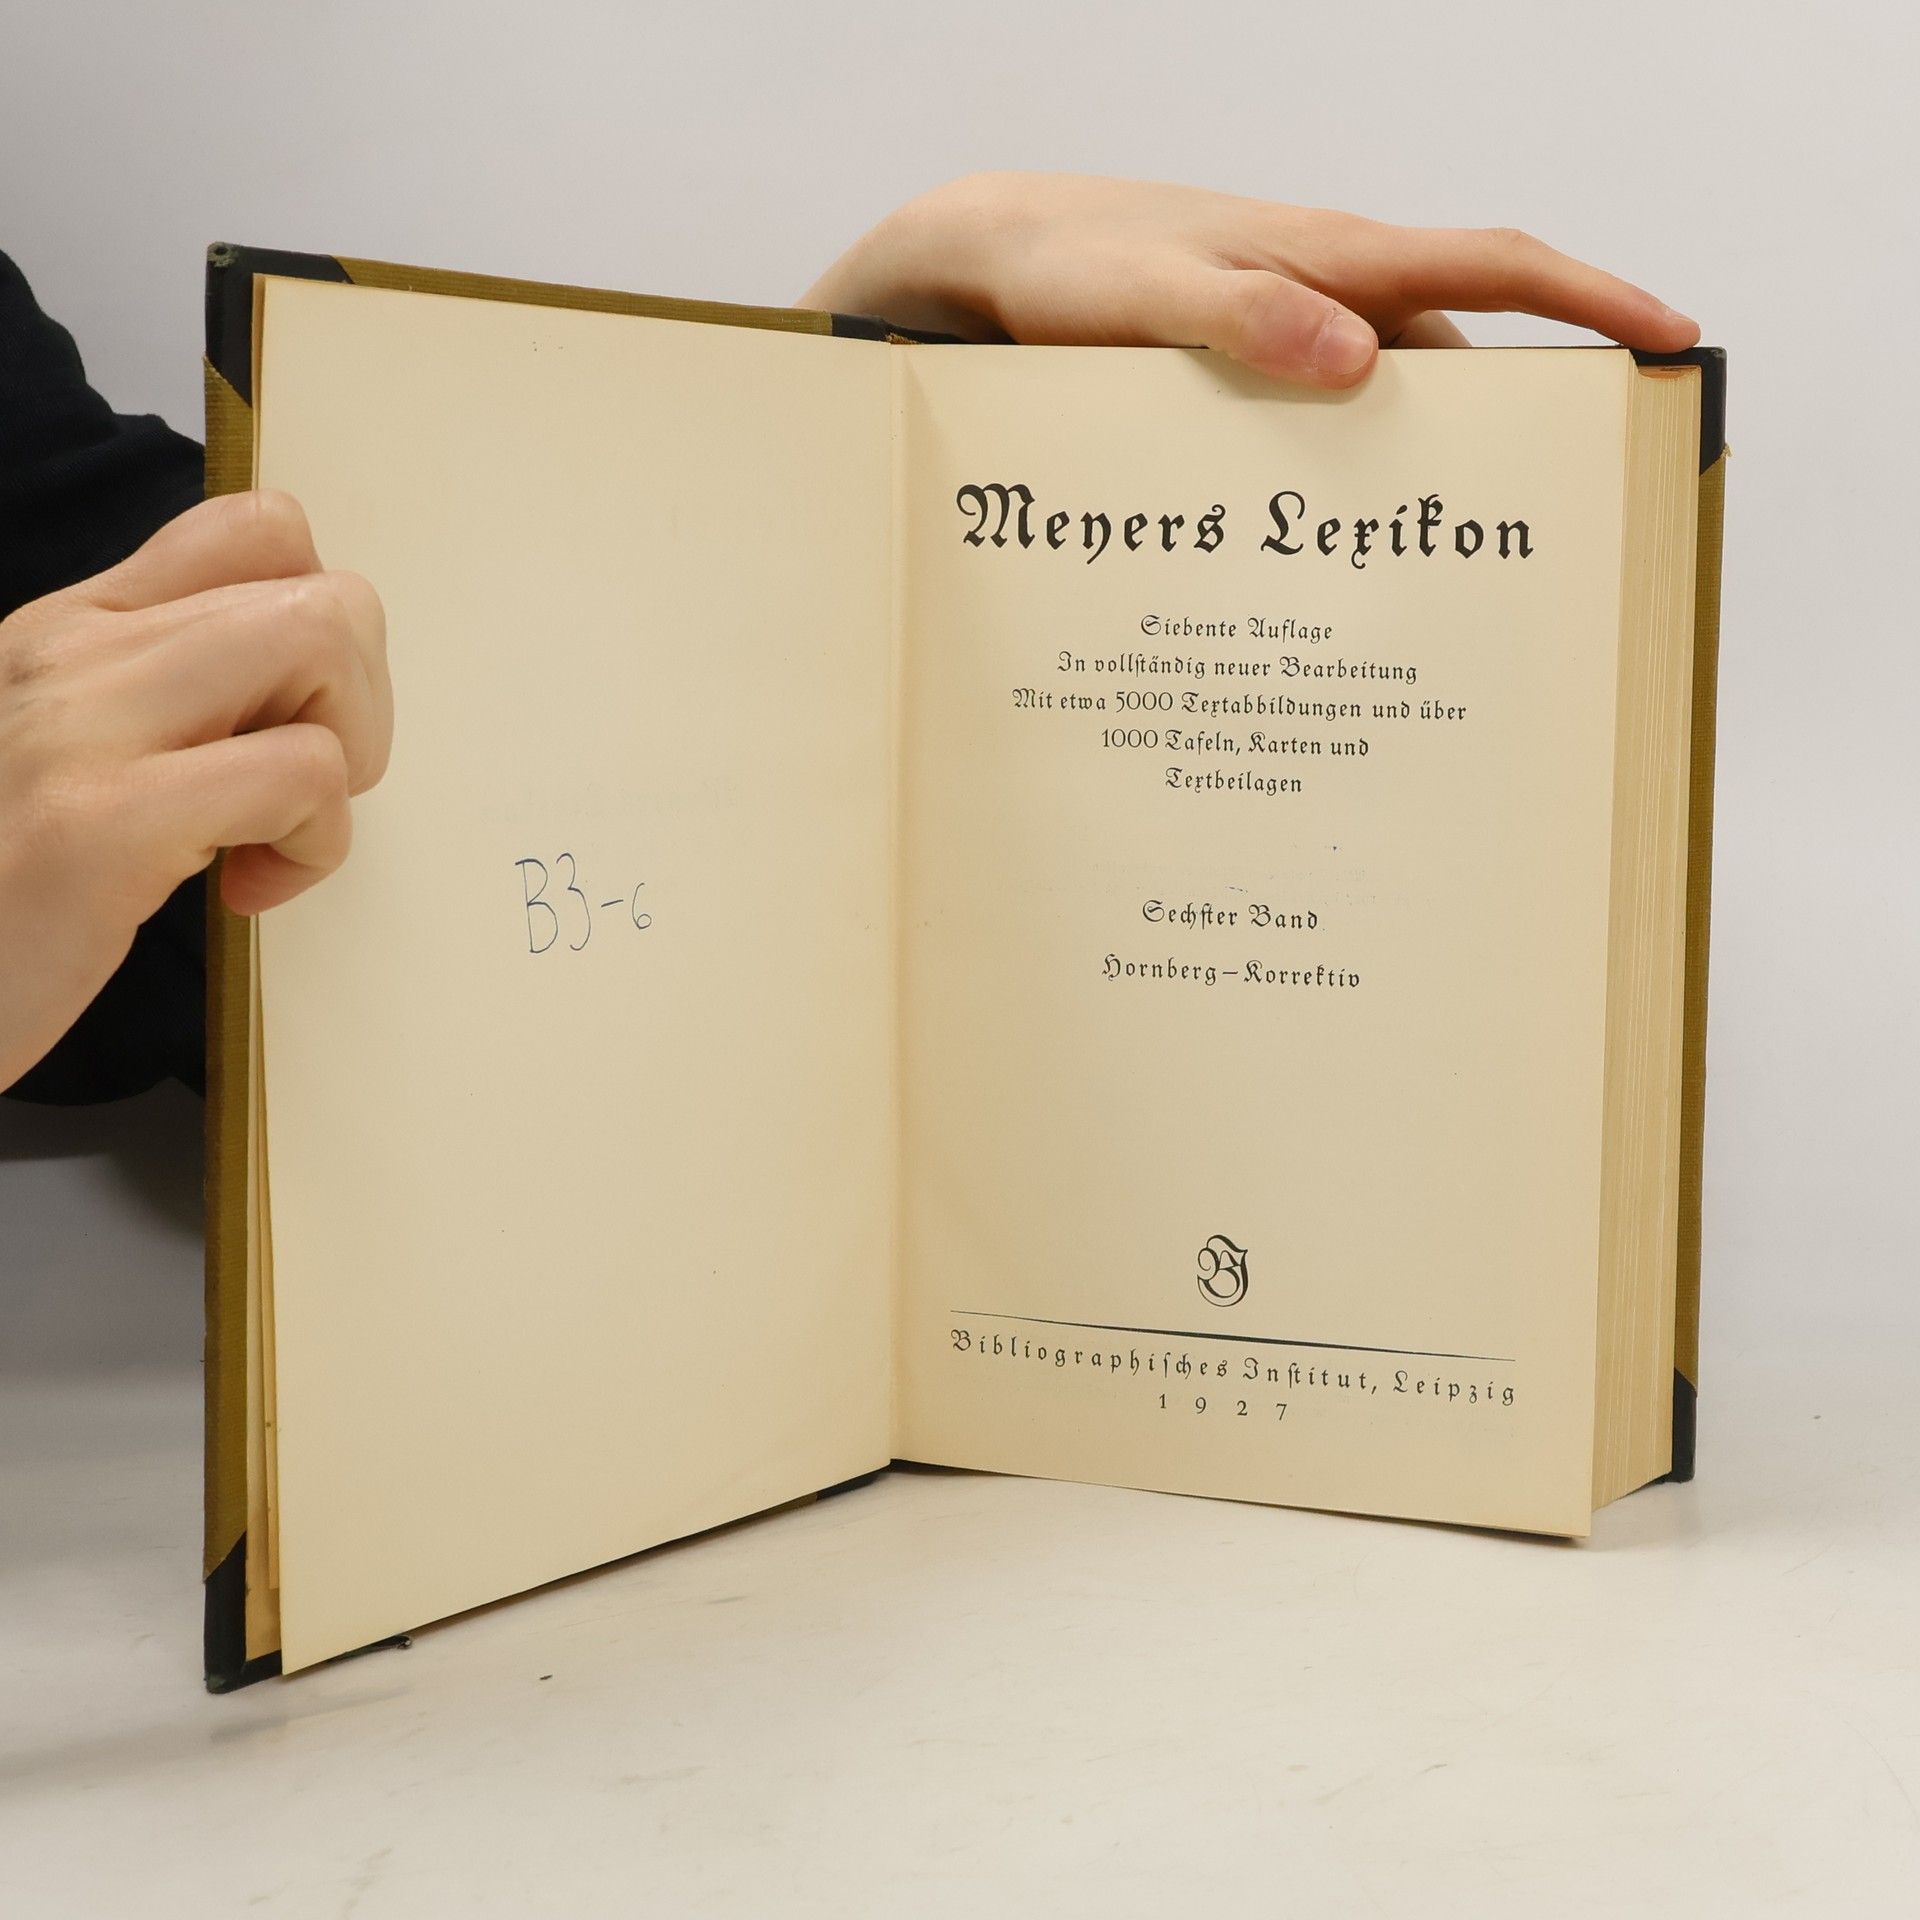 B3-6
Meyers Lexikon
Siebente Auflage
In vollſtändig neuer Bearbeitung
Mit etwa 5000 Textabbildungen und über
1000 Tafeln, Karten und
Textbeilagen
Sechſter Band
Hornberg–Korrektiv
BI
Bibliographiſches Inſtitut, Leipzig
1927